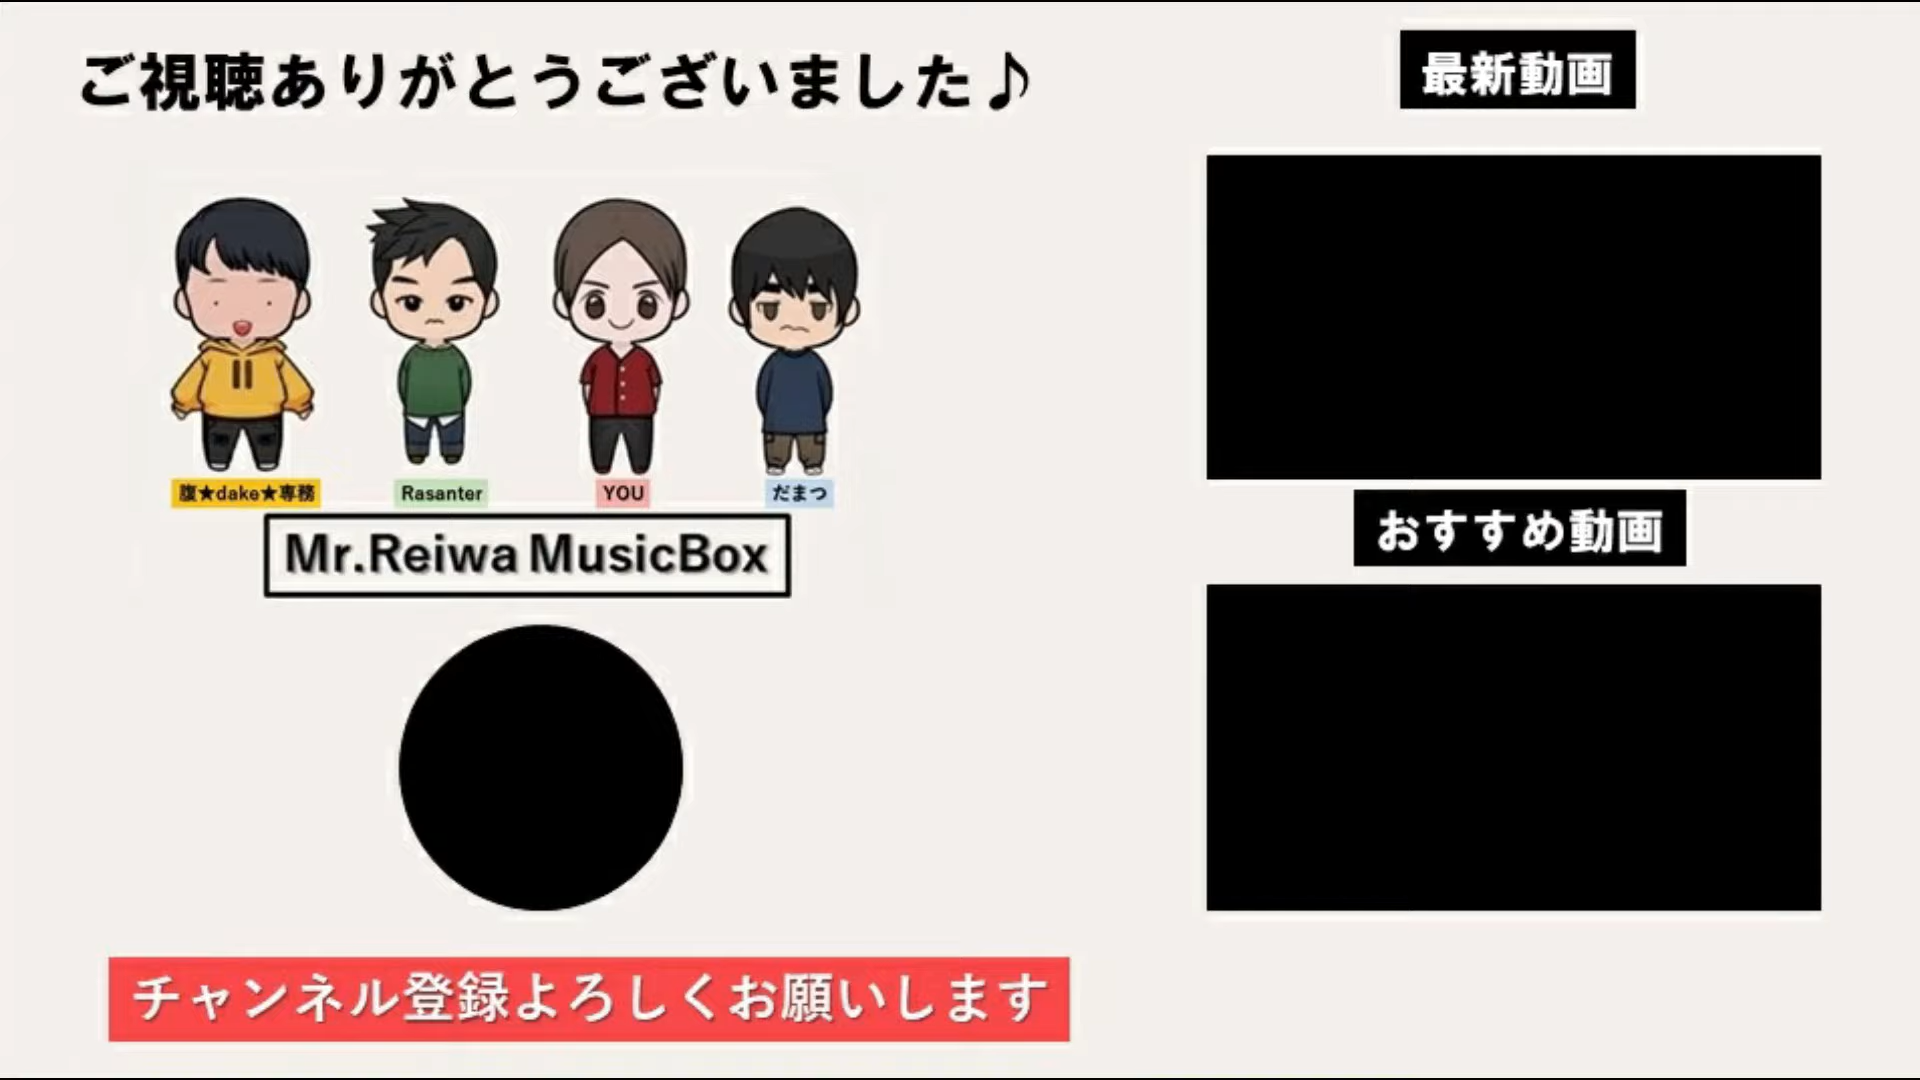 ご視聴ありがとうございました♪
腹★dake★専務
Rasanter
YOU
だまつ
Mr.Reiwa MusicBox
チャンネル登録よろしくお願いします
最新動画
おすすめ動画